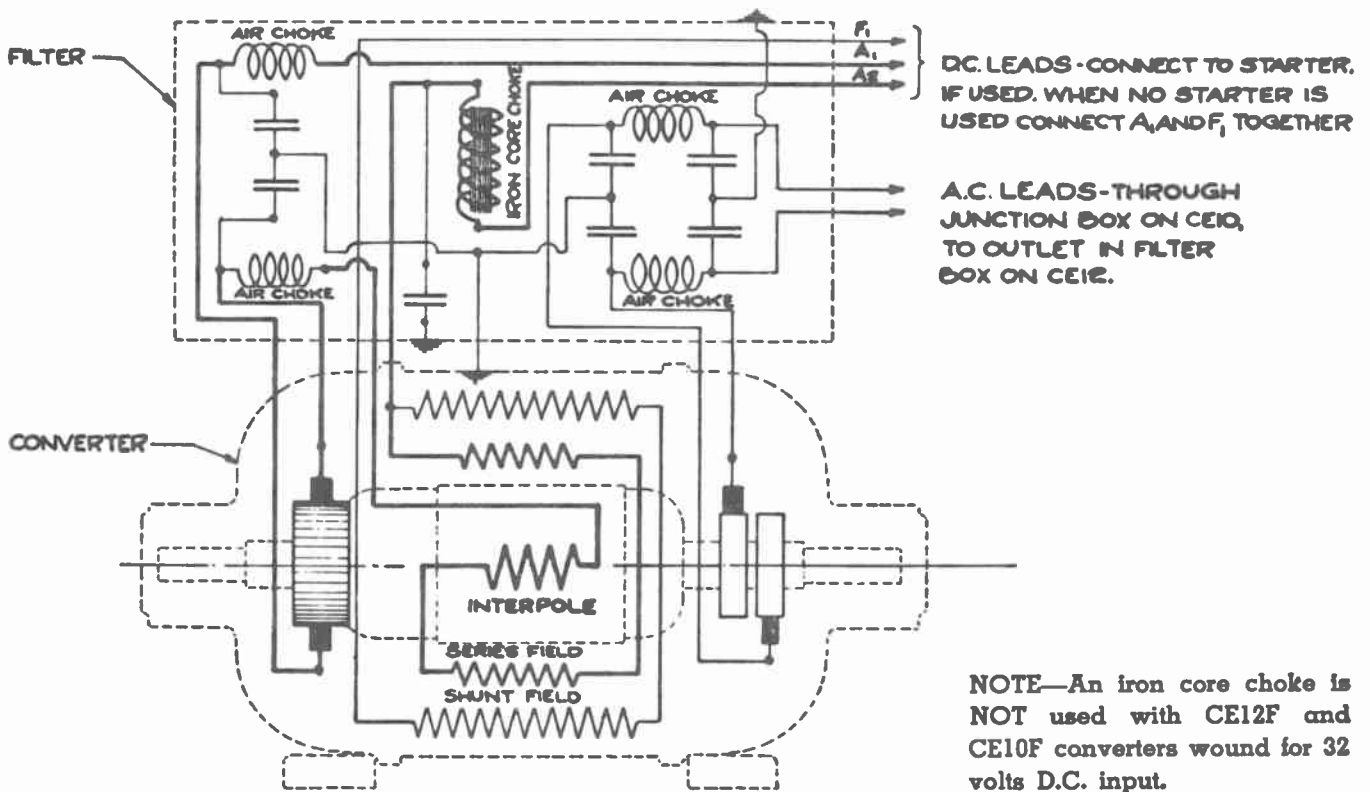 AIR CHOKE
FILTER
F1
A1
A2
D.C. LEADS-CONNECT TO STARTER.
IF USED. WHEN NO STARTER IS
USED CONNECT A1 AND F1 TOGETHER
IRON CORE CHOKE
AIR CHOKE
A.C. LEADS-THROUGH
JUNCTION BOX ON CE10,
TO OUTLET IN FILTER
BOX ON CE12.
AIR CHOKE
AIR CHOKE
CONVERTER
INTERPOLE
SERIES FIELD
SHUNT FIELD
NOTE—An iron core choke is
NOT used with CE12F and
CE10F converters wound for 32
volts D.C. input.